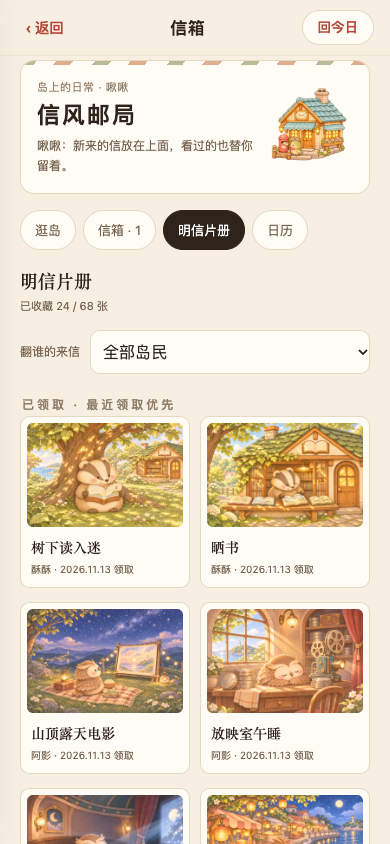 ‹ 返回
信箱
回今日
岛上的日常 · 啾啾
信风邮局
啾啾：新来的信放在上面，看过的也替你
留着。
逛岛
信箱 · 1
明信片册
日历
明信片册
已收藏 24 / 68 张
翻谁的来信
全部岛民
已领取 · 最近领取优先
树下读入迷
酥酥 · 2026.11.13 领取
晒书
酥酥 · 2026.11.13 领取
山顶露天电影
阿影 · 2026.11.13 领取
放映室午睡
阿影 · 2026.11.13 领取